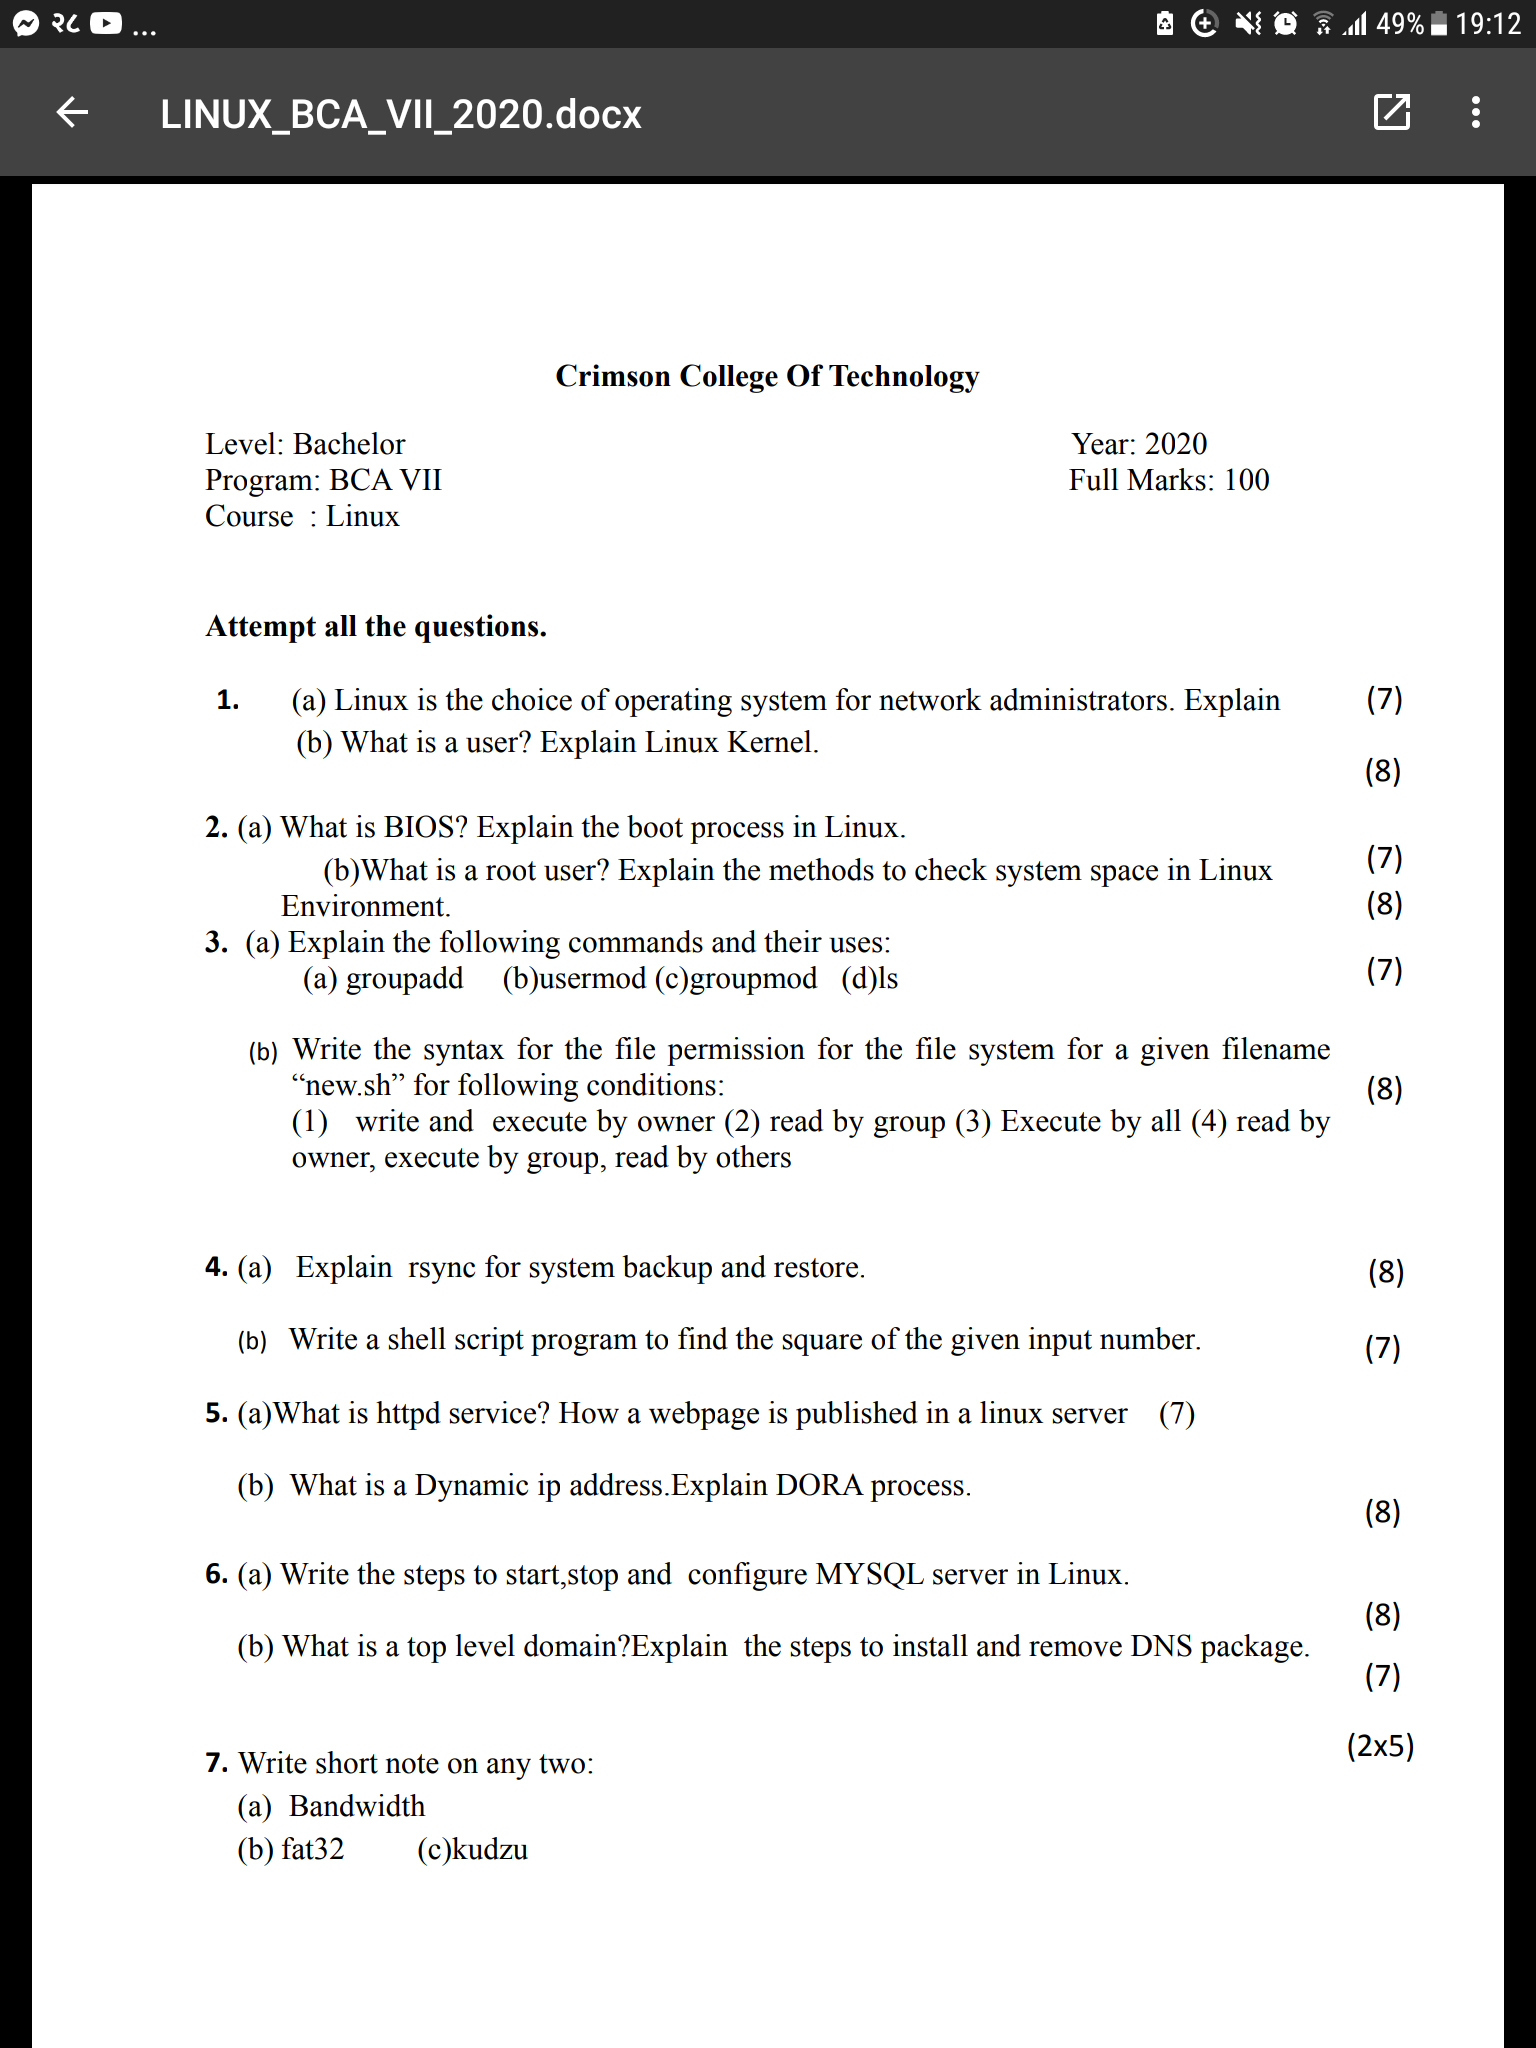 २८ ... 49% 19:12
LINUX_BCA_VII_2020.docx
Crimson College Of Technology
Level: Bachelor Year: 2020
Program: BCA VII Full Marks: 100
Course : Linux
Attempt all the questions.
1. (a) Linux is the choice of operating system for network administrators. Explain (7)
(b) What is a user? Explain Linux Kernel.
(8)
2. (a) What is BIOS? Explain the boot process in Linux.
(7)
(b)What is a root user? Explain the methods to check system space in Linux
Environment. (8)
3. (a) Explain the following commands and their uses:
(a) groupadd (b)usermod (c)groupmod (d)ls (7)
(b) Write the syntax for the file permission for the file system for a given filename
“new.sh” for following conditions: (8)
(1) write and execute by owner (2) read by group (3) Execute by all (4) read by
owner, execute by group, read by others
4. (a) Explain rsync for system backup and restore. (8)
(b) Write a shell script program to find the square of the given input number. (7)
5. (a)What is httpd service? How a webpage is published in a linux server (7)
(b) What is a Dynamic ip address.Explain DORA process.
(8)
6. (a) Write the steps to start,stop and configure MYSQL server in Linux.
(8)
(b) What is a top level domain?Explain the steps to install and remove DNS package.
(7)
(2x5)
7. Write short note on any two:
(a) Bandwidth
(b) fat32 (c)kudzu